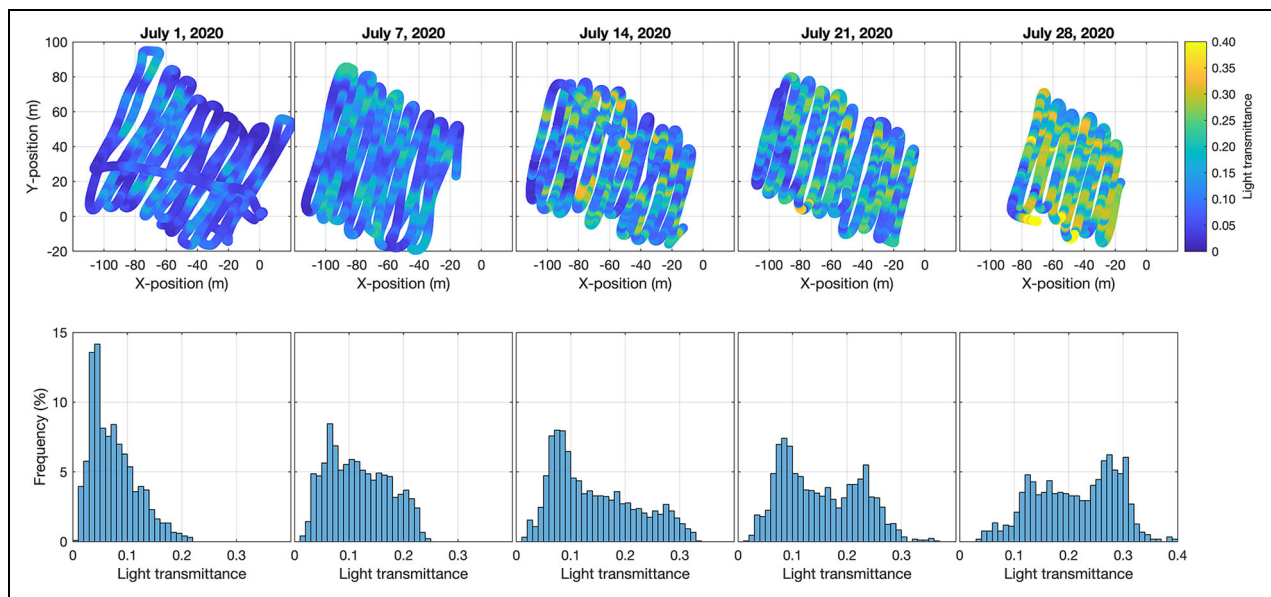 July 1, 2020 July 7, 2020 July 14, 2020 July 21, 2020 July 28, 2020
100 0.40
80 0.35
60 0.30
40 0.25
20 0.20
0 0.15
-20 0.10
0.05
0
Y-position (m)
Light transmittance
-100 -80 -60 -40 -20 0 -100 -80 -60 -40 -20 0 -100 -80 -60 -40 -20 0 -100 -80 -60 -40 -20 0 -100 -80 -60 -40 -20 0
X-position (m) X-position (m) X-position (m) X-position (m) X-position (m)
15
10
5
0
Frequency (%)
0 0.1 0.2 0.3 0.1 0.2 0.3 0.1 0.2 0.3 0.1 0.2 0.3 0.1 0.2 0.3 0.4
Light transmittance Light transmittance Light transmittance Light transmittance Light transmittance